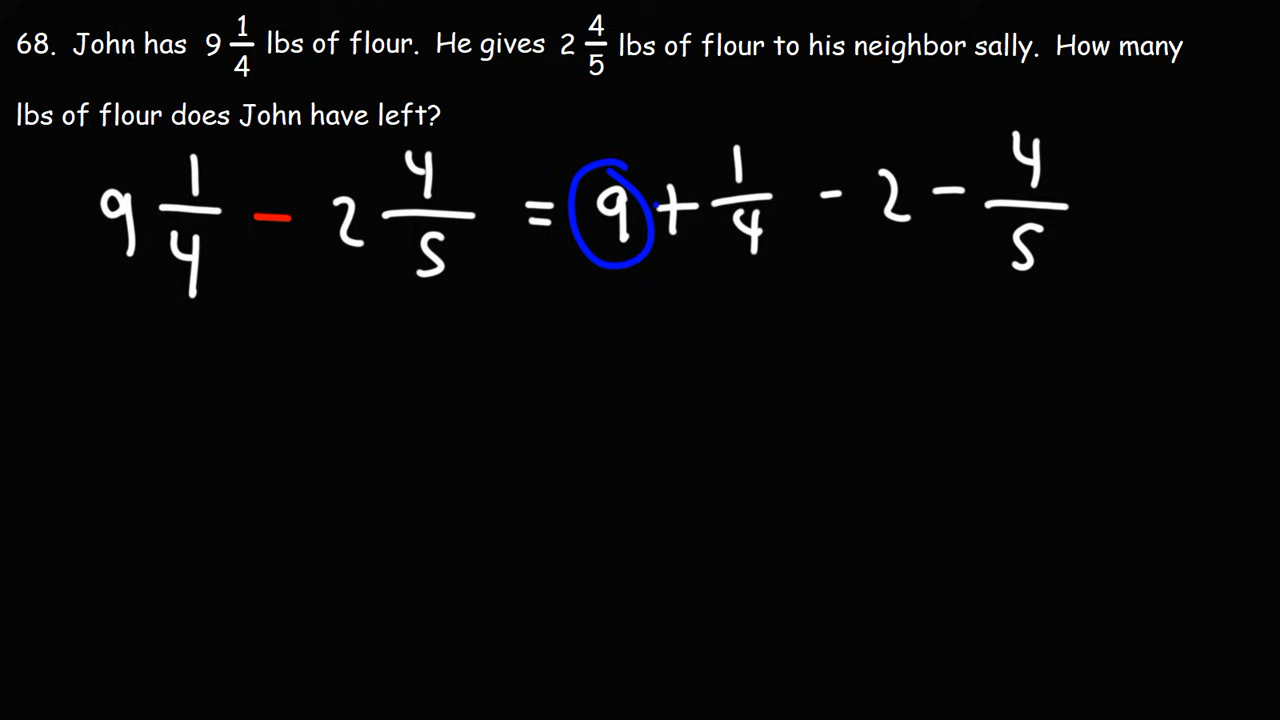 68. John has 9 1/4 lbs of flour. He gives 2 4/5 lbs of flour to his neighbor sally. How many
lbs of flour does John have left?
9 1/4 - 2 4/5 = 9 + 1/4 - 2 - 4/5